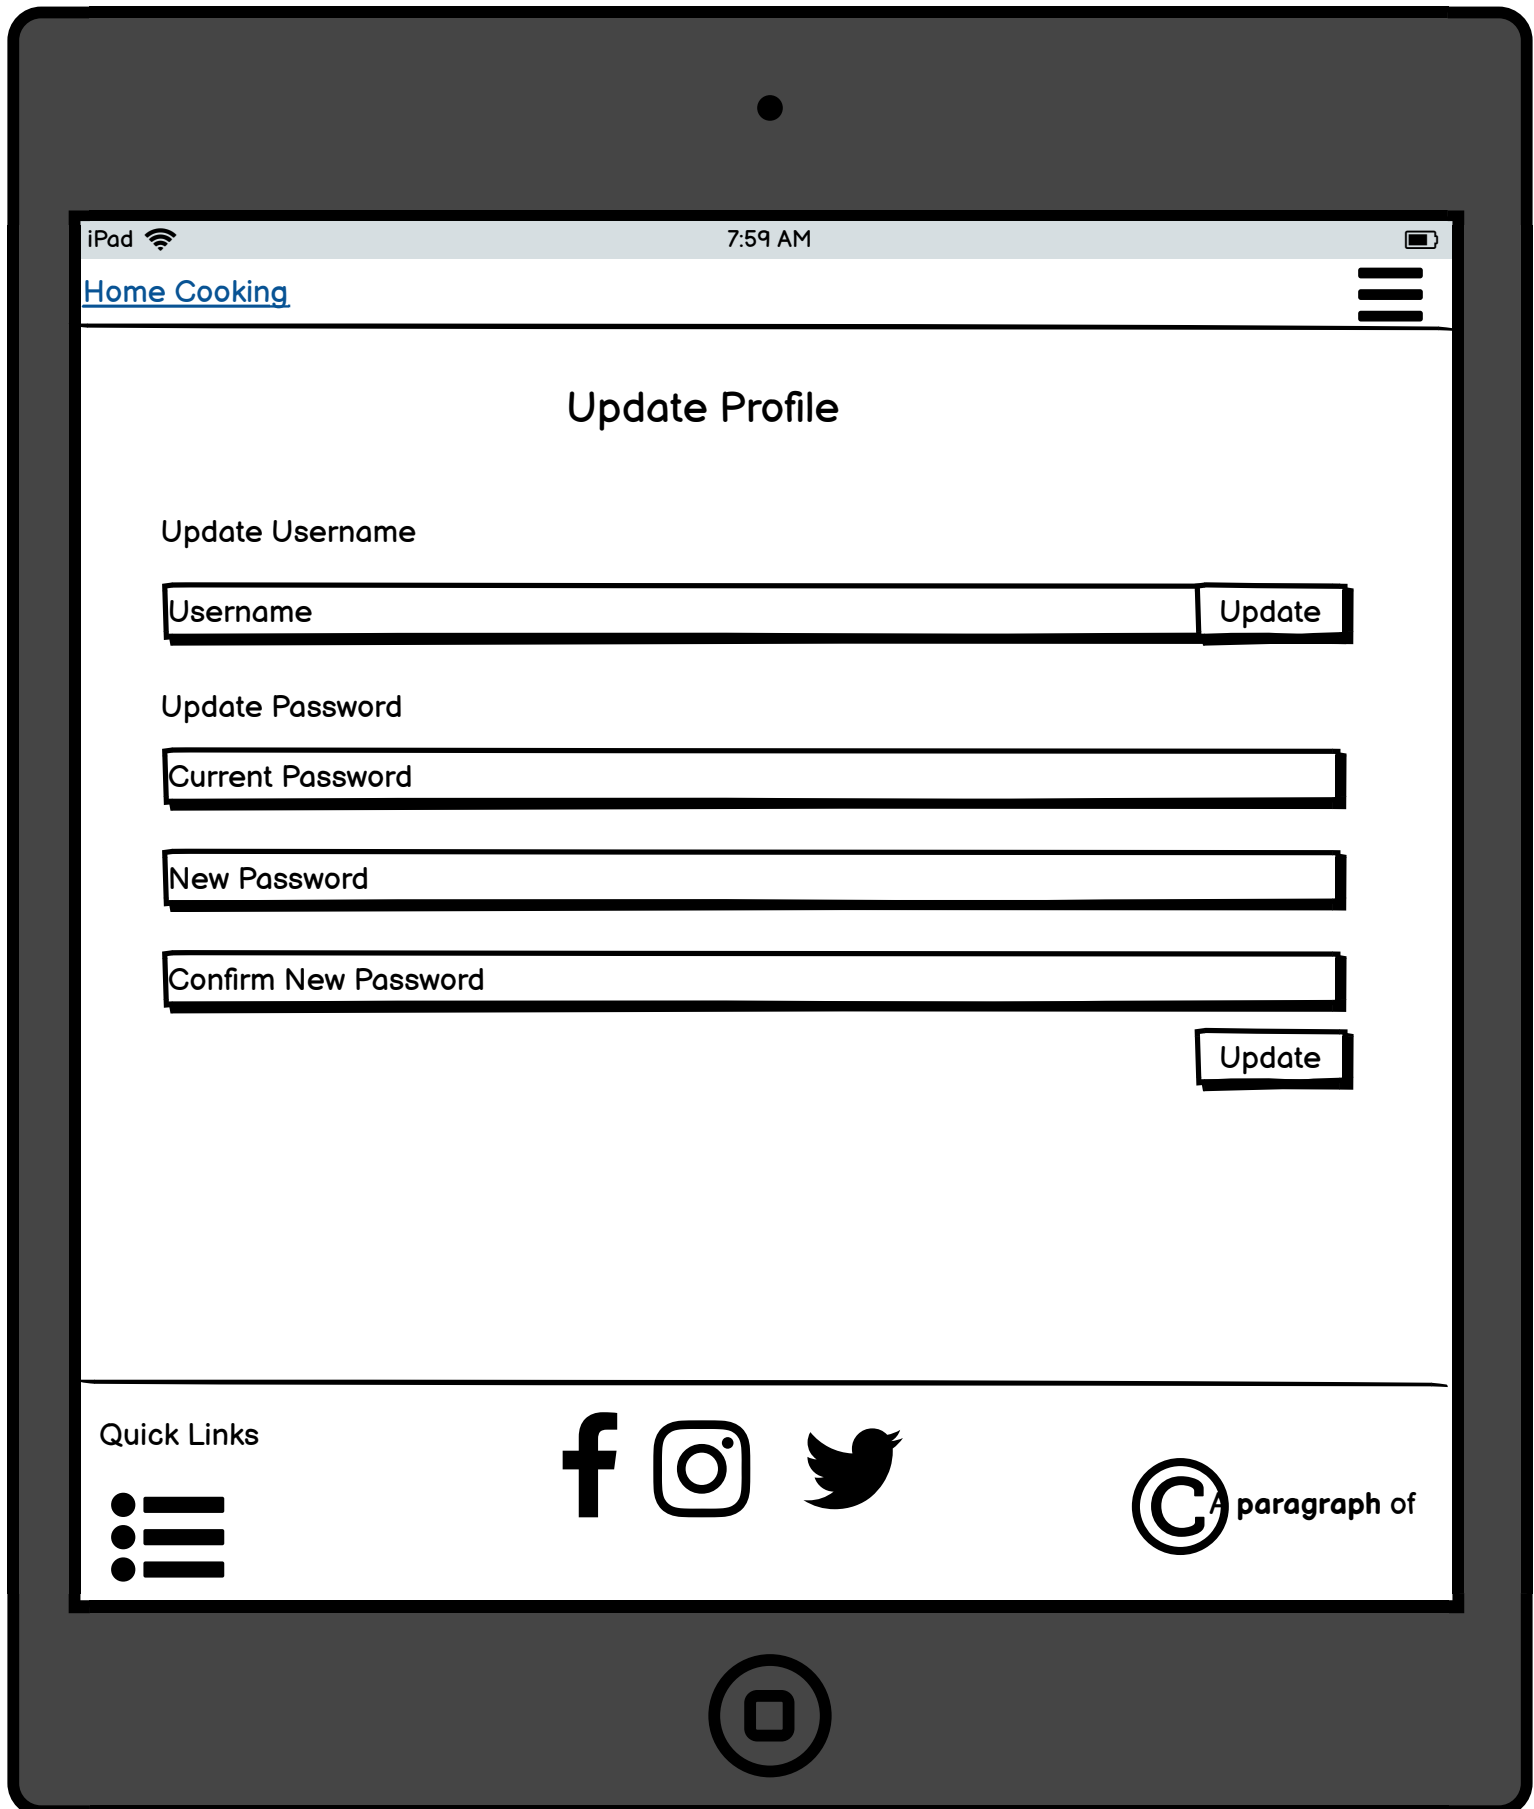 iPad 7:59 AM
Home Cooking
Update Profile
Update Username
Username Update
Update Password
Current Password
New Password
Confirm New Password
Update
Quick Links
A paragraph of